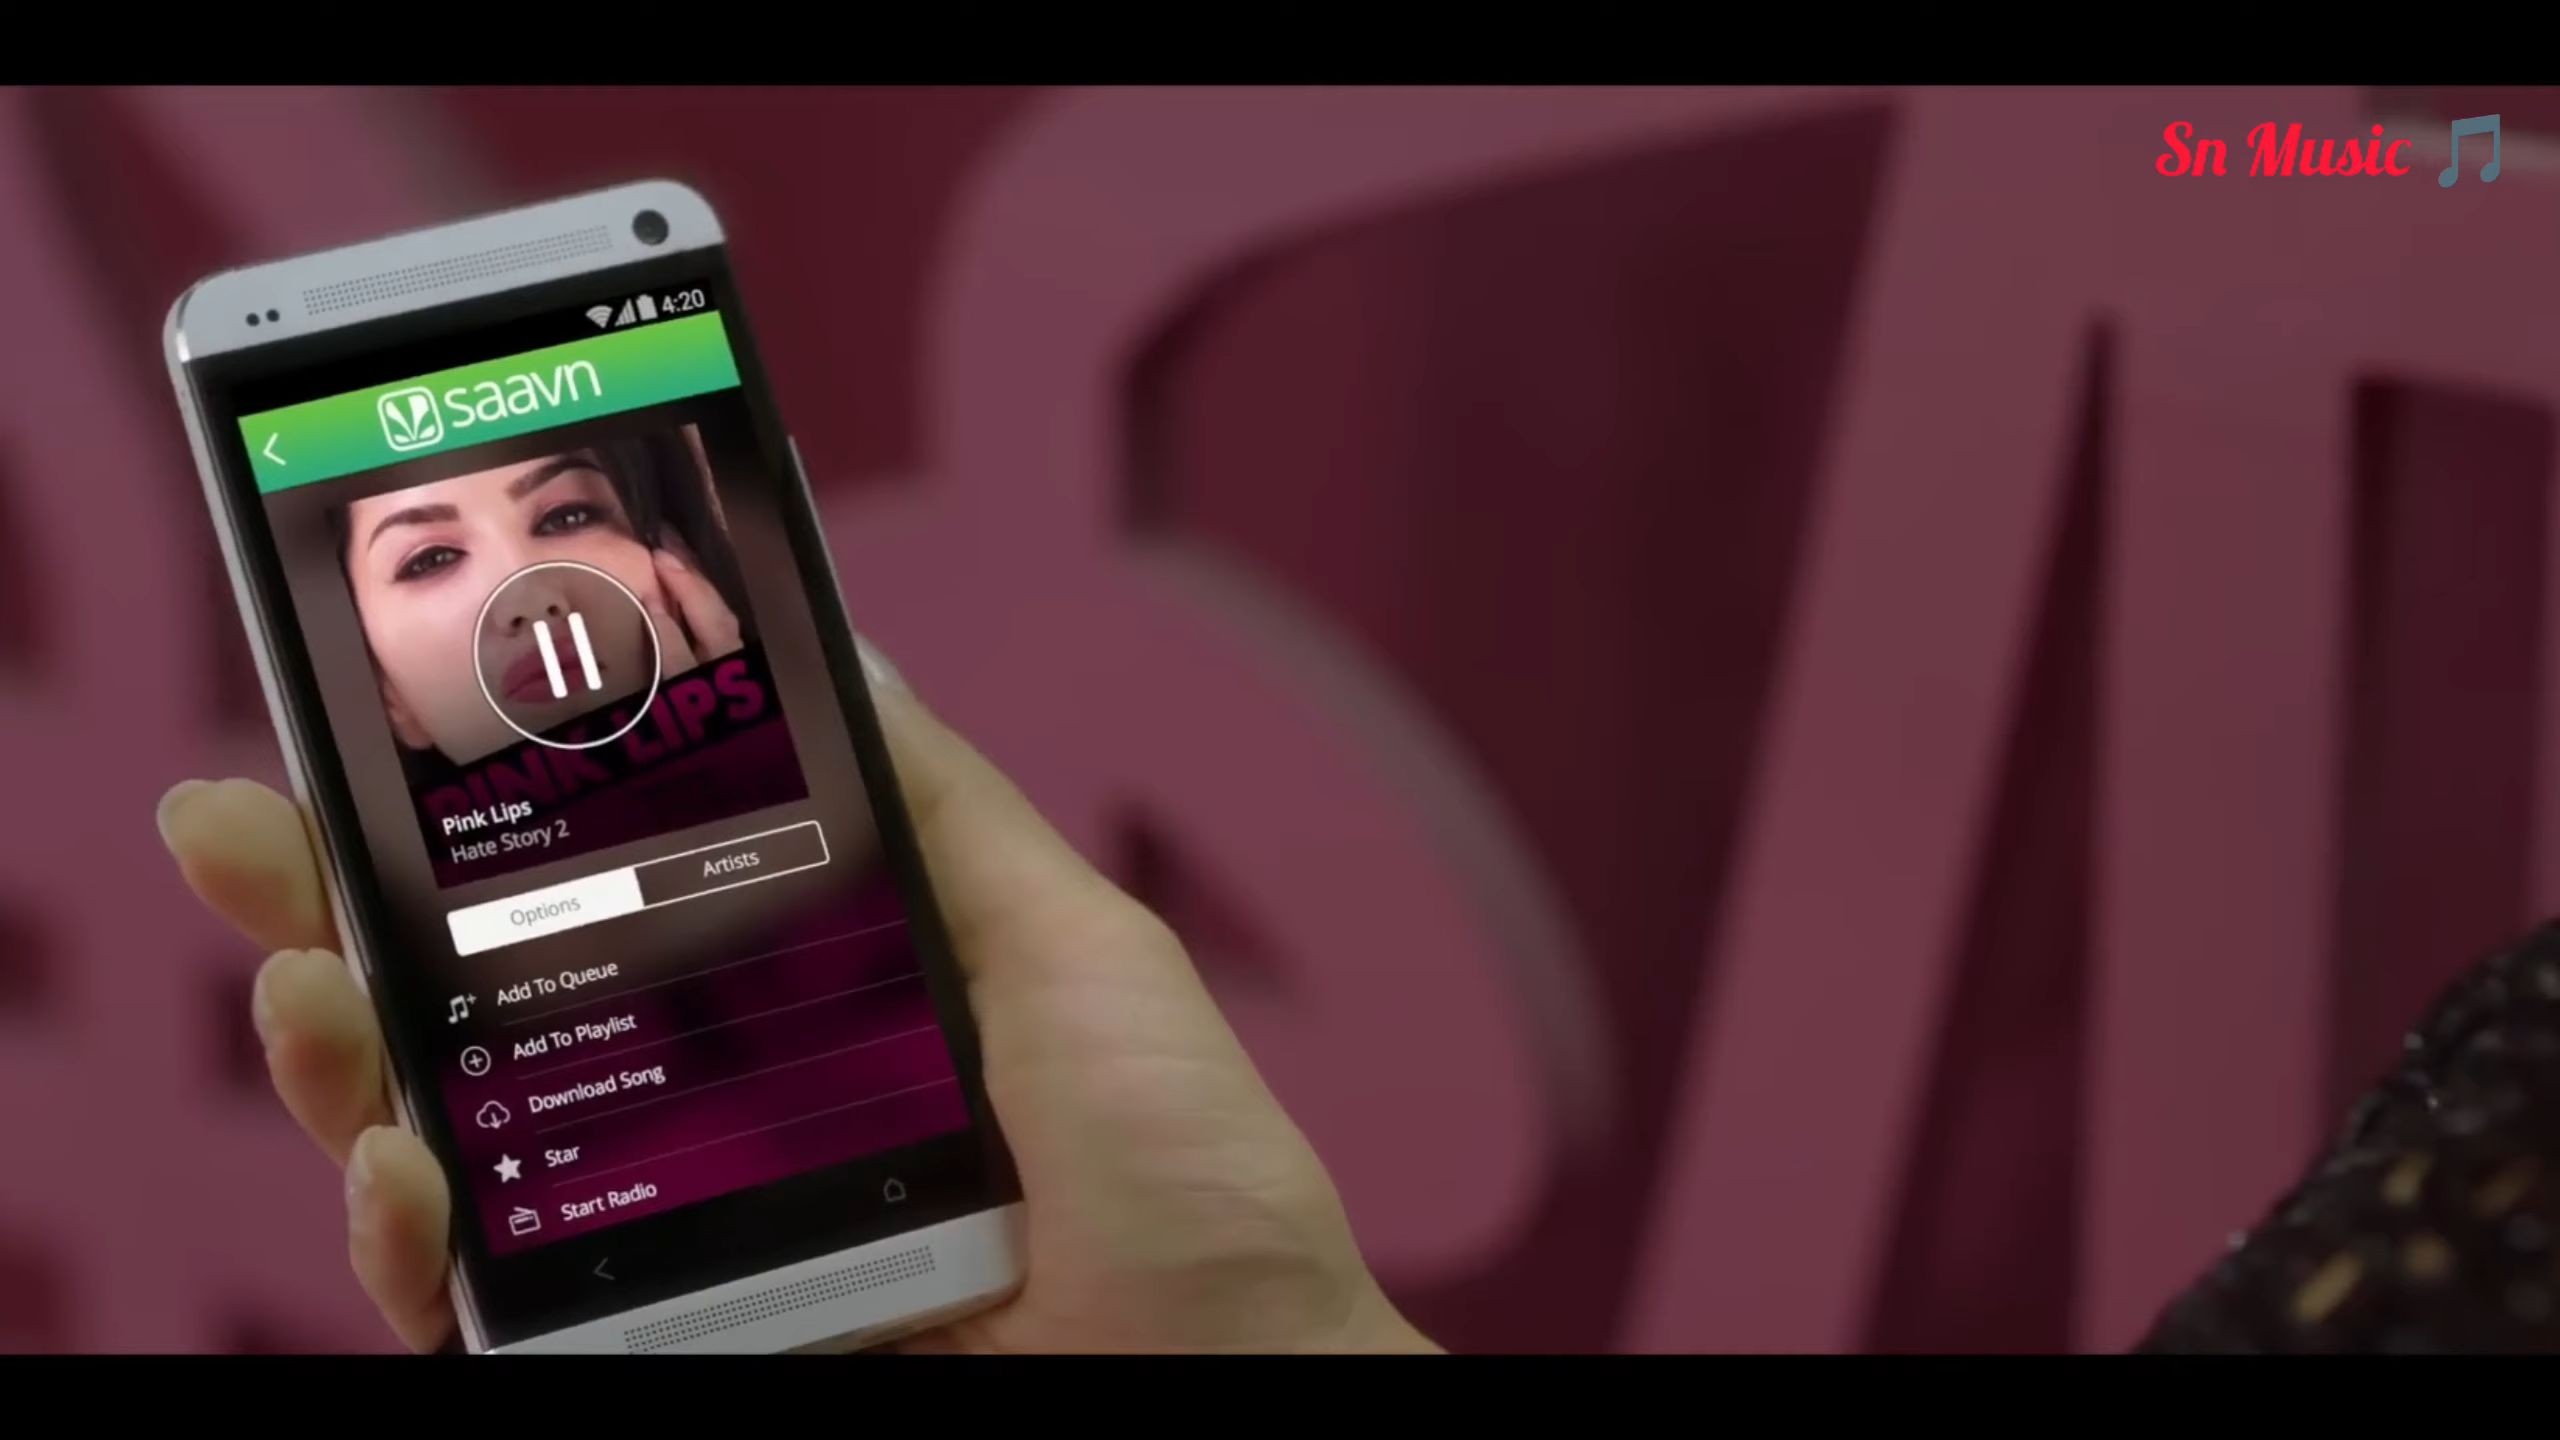 Sn Music
4:20
saavn
PINK LIPS
Pink Lips
Hate Story 2
Options
Artists
Add To Queue
Add To Playlist
Download Song
Star
Start Radio